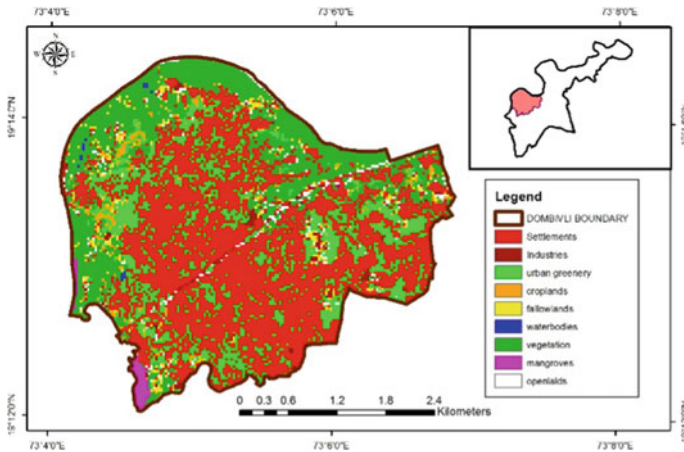 73°4'0"E
73°6'0"E
73°8'0"E
N
W
E
S
19°14'0"N
Legend
DOMBIVLI BOUNDARY
Settlements
Industries
urban greenery
croplands
fallowlands
waterbodies
vegetation
mangroves
openlalds
0 0.3 0.6 1.2 1.8 2.4
Kilometers
19°12'0"N
73°4'0"E
73°6'0"E
73°8'0"E